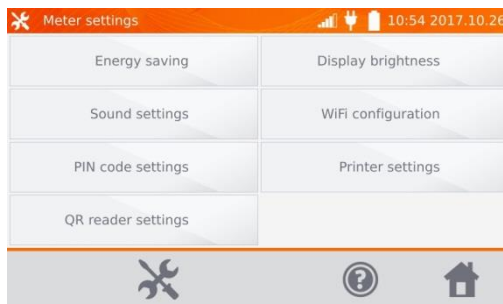 Meter settings 10:54 2017.10.26
Energy saving Display brightness
Sound settings WiFi configuration
PIN code settings Printer settings
QR reader settings
?